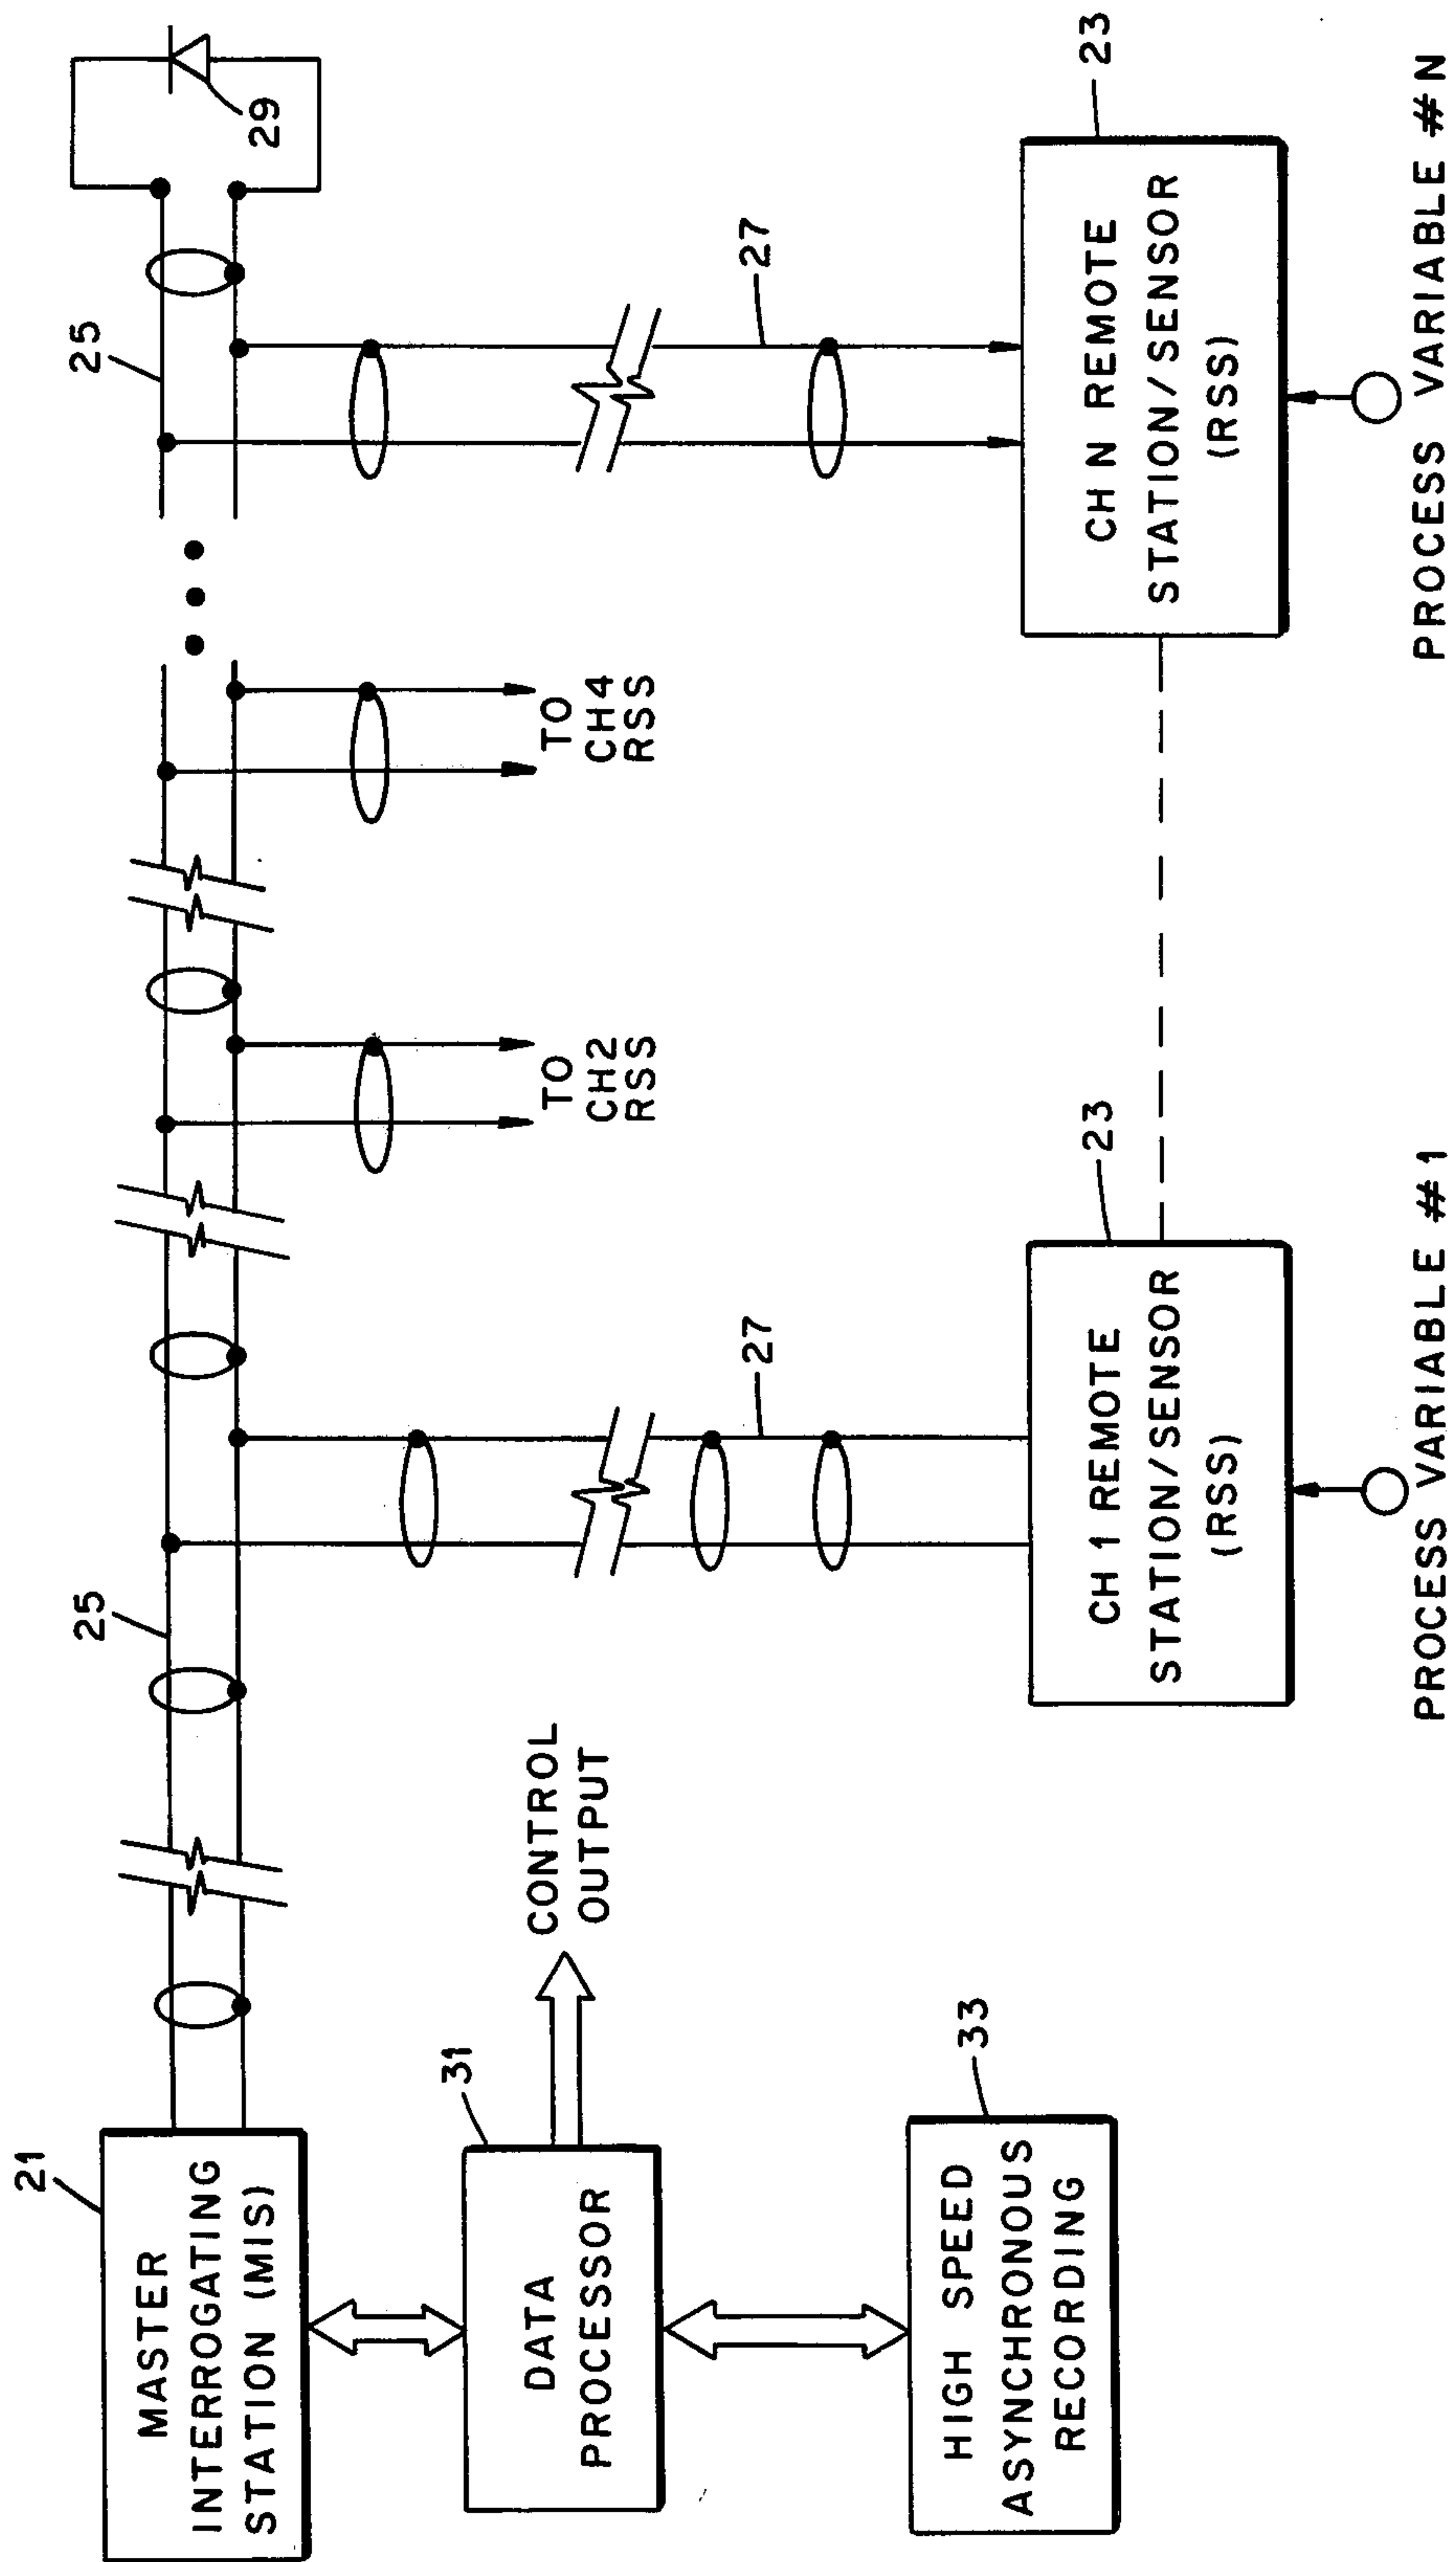 21
MASTER
INTERROGATING
STATION (MIS)
25
25
29
31
DATA
PROCESSOR
CONTROL
OUTPUT
33
HIGH SPEED
ASYNCHRONOUS
RECORDING
27
TO
CH2
RSS
TO
CH4
RSS
27
23
CH 1 REMOTE
STATION/SENSOR
(RSS)
PROCESS VARIABLE #1
23
CH N REMOTE
STATION/SENSOR
(RSS)
PROCESS VARIABLE #N